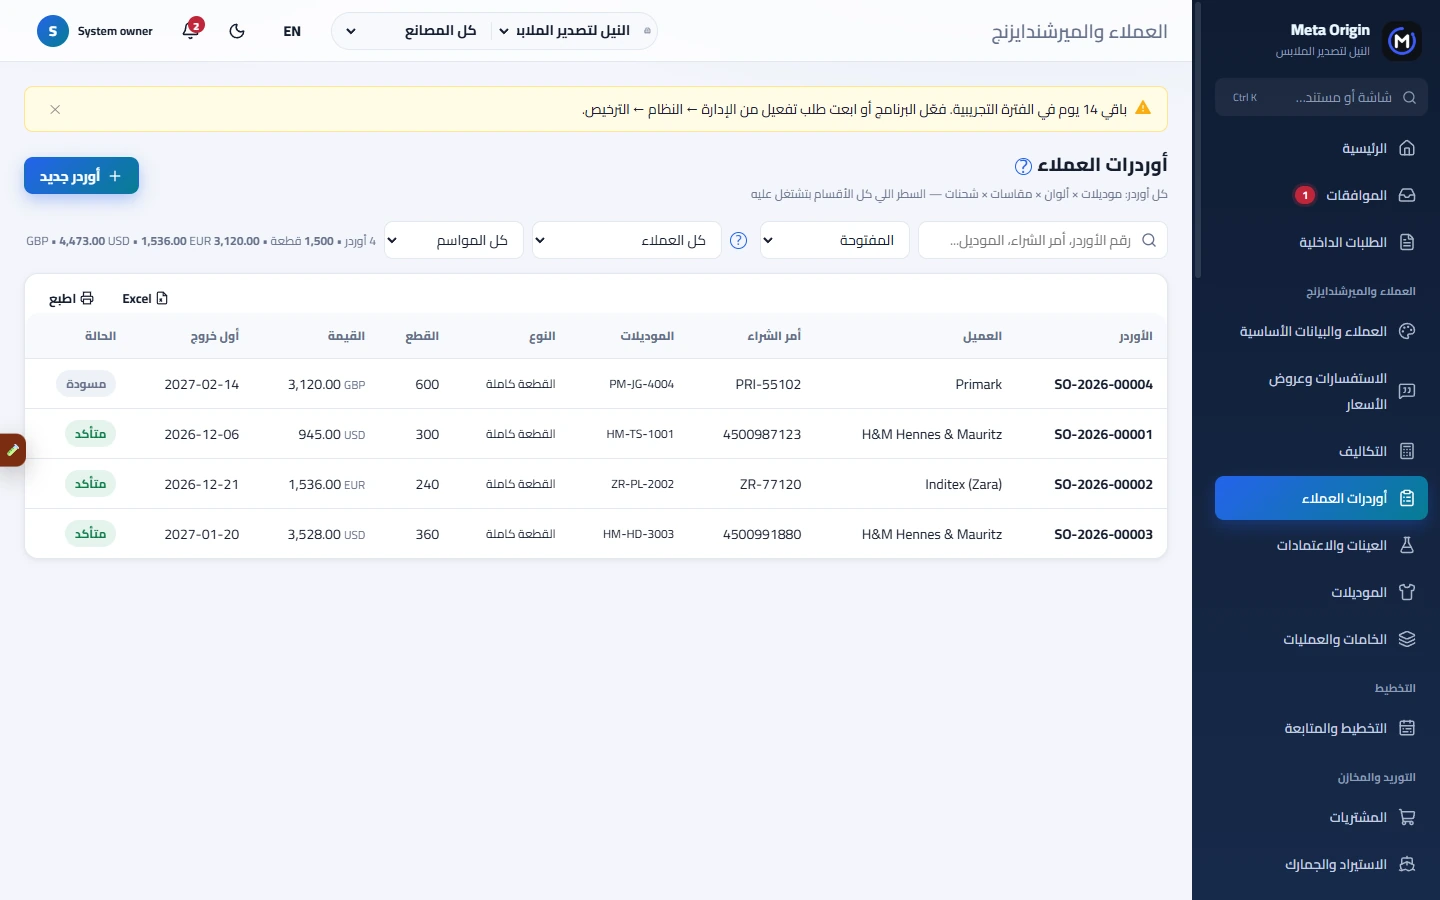 Meta Origin
النيل لتصدير الملابس
شاشة أو مستند... Ctrl K
الرئيسية
الموافقات 1
الطلبات الداخلية
العملاء والميرشندايزنج
العملاء والبيانات الأساسية
الاستفسارات وعروض
الأسعار
التكاليف
أوردرات العملاء
العينات والاعتمادات
الموديلات
الخامات والعمليات
التخطيط
التخطيط والمتابعة
التوريد والمخازن
المشتريات
الاستيراد والجمارك
العملاء والميرشندايزنج
النيل لتصدير الملابس كل المصانع EN 2 System owner S
باقي 14 يوم في الفترة التجريبية. فعّل البرنامج أو ابعت طلب تفعيل من الإدارة ← النظام ← الترخيص.
أوردرات العملاء ?
كل أوردر: موديلات × ألوان × مقاسات × شحنات — السطر اللي كل الأقسام بتشتغل عليه
أوردر جديد +
رقم الأوردر، أمر الشراء، الموديل... المفتوحة ? كل العملاء كل المواسم
4 أوردر • 1,500 قطعة • 3,120.00 GBP • 4,473.00 USD • 1,536.00 EUR
Excel اطبع
الأوردر العميل أمر الشراء الموديلات النوع القطع القيمة أول خروج الحالة
SO-2026-00004 Primark PRI-55102 PM-JG-4004 القطعة كاملة 600 3,120.00 GBP 2027-02-14 مسودة
SO-2026-00001 H&M Hennes & Mauritz 4500987123 HM-TS-1001 القطعة كاملة 300 945.00 USD 2026-12-06 متأكد
SO-2026-00002 Inditex (Zara) ZR-77120 ZR-PL-2002 القطعة كاملة 240 1,536.00 EUR 2026-12-21 متأكد
SO-2026-00003 H&M Hennes & Mauritz 4500991880 HM-HD-3003 القطعة كاملة 360 3,528.00 USD 2027-01-20 متأكد